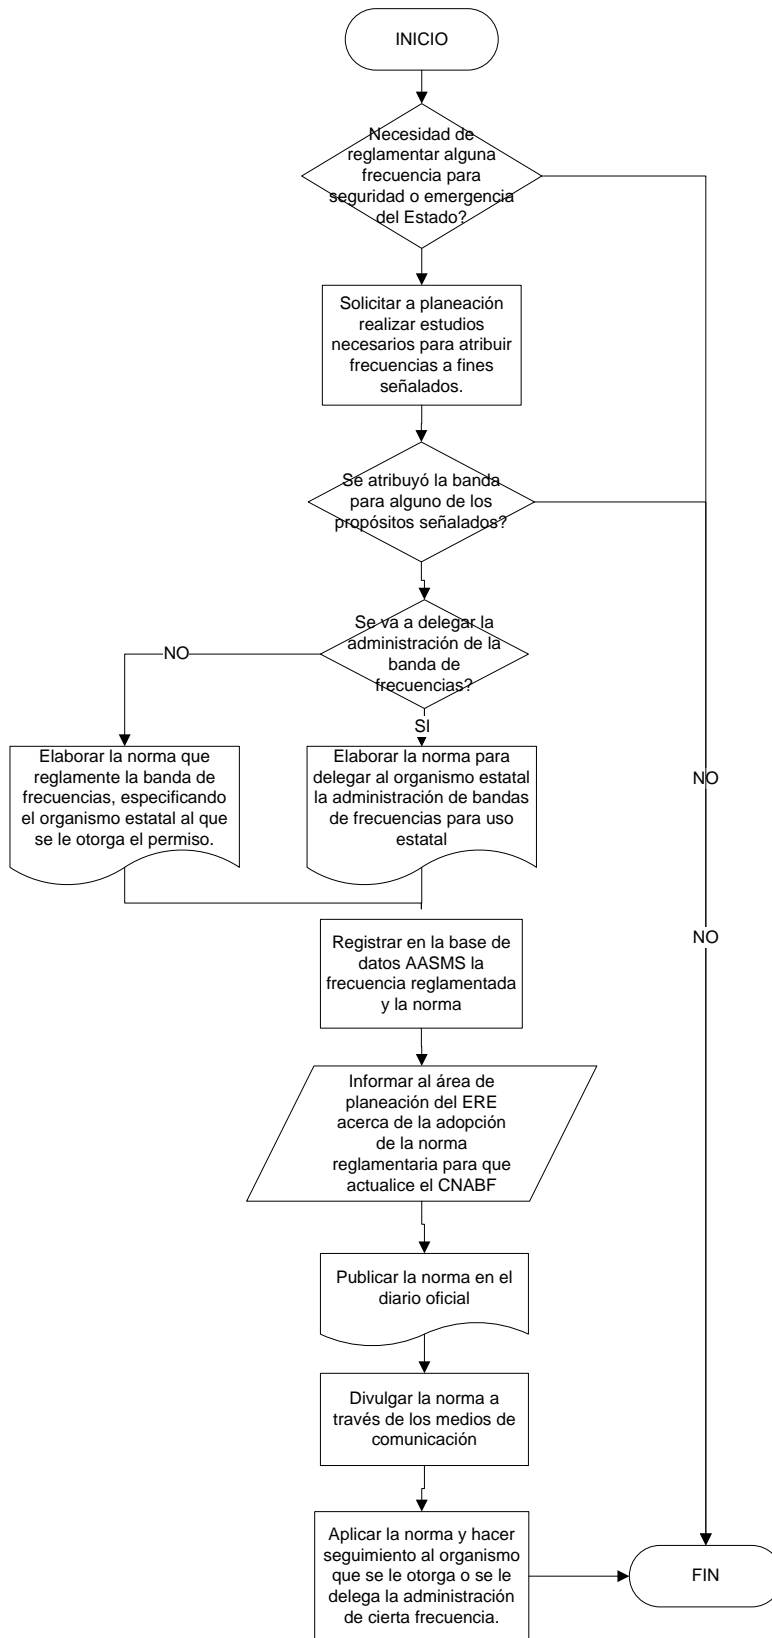 INICIO
Necesidad de
reglamentar alguna
frecuencia para
seguridad o emergencia
del Estado?
Solicitar a planeación
realizar estudios
necesarios para atribuir
frecuencias a fines
señalados.
Se atribuyó la banda
para alguno de los
propósitos señalados?
Se va a delegar la
administración de la
banda de
frecuencias?
NO
SI
Elaborar la norma que
reglamente la banda de
frecuencias, especificando
el organismo estatal al que
se le otorga el permiso.
Elaborar la norma para
delegar al organismo estatal
la administración de bandas
de frecuencias para uso
estatal
NO
NO
Registrar en la base de
datos AASMS la
frecuencia reglamentada
y la norma
Informar al área de
planeación del ERE
acerca de la adopción
de la norma
reglamentaria para que
actualice el CNABF
Publicar la norma en el
diario oficial
Divulgar la norma a
través de los medios de
comunicación
Aplicar la norma y hacer
seguimiento al organismo
que se le otorga o se le
delega la administración
de cierta frecuencia.
FIN